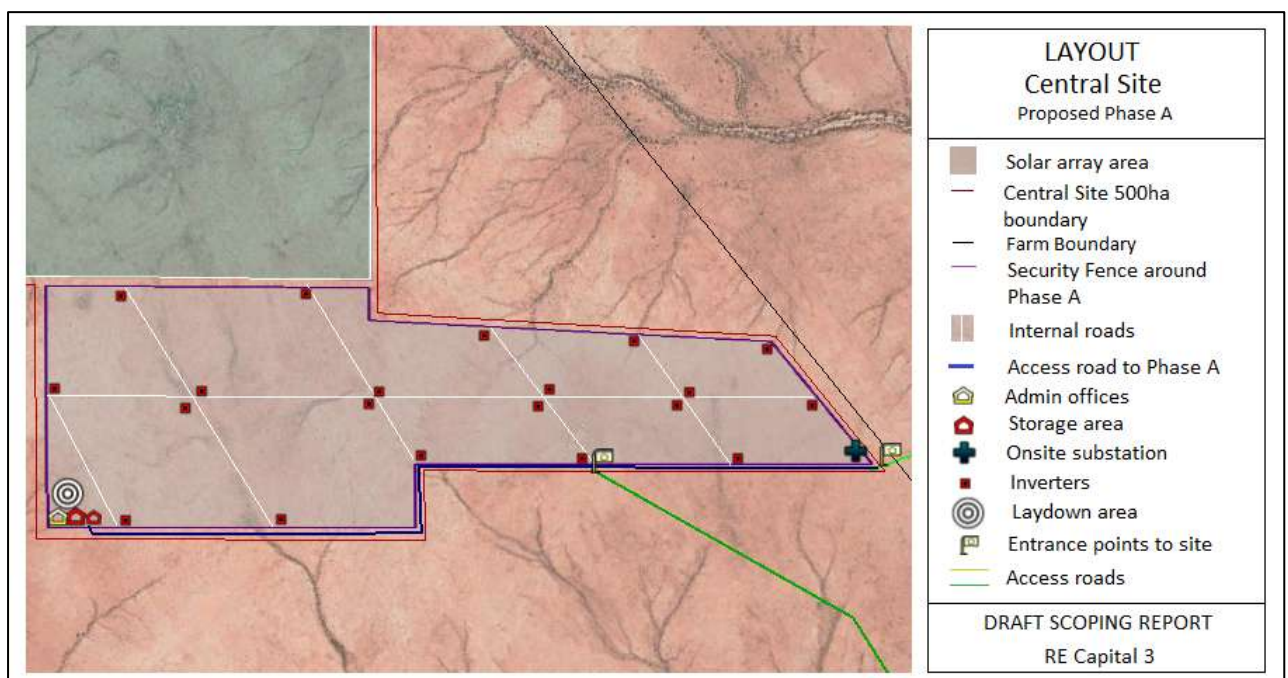 LAYOUT
Central Site
Proposed Phase A
Solar array area
Central Site 500ha
boundary
Farm Boundary
Security Fence around
Phase A
Internal roads
Access road to Phase A
Admin offices
Storage area
Onsite substation
Inverters
Laydown area
Entrance points to site
Access roads
DRAFT SCOPING REPORT
RE Capital 3